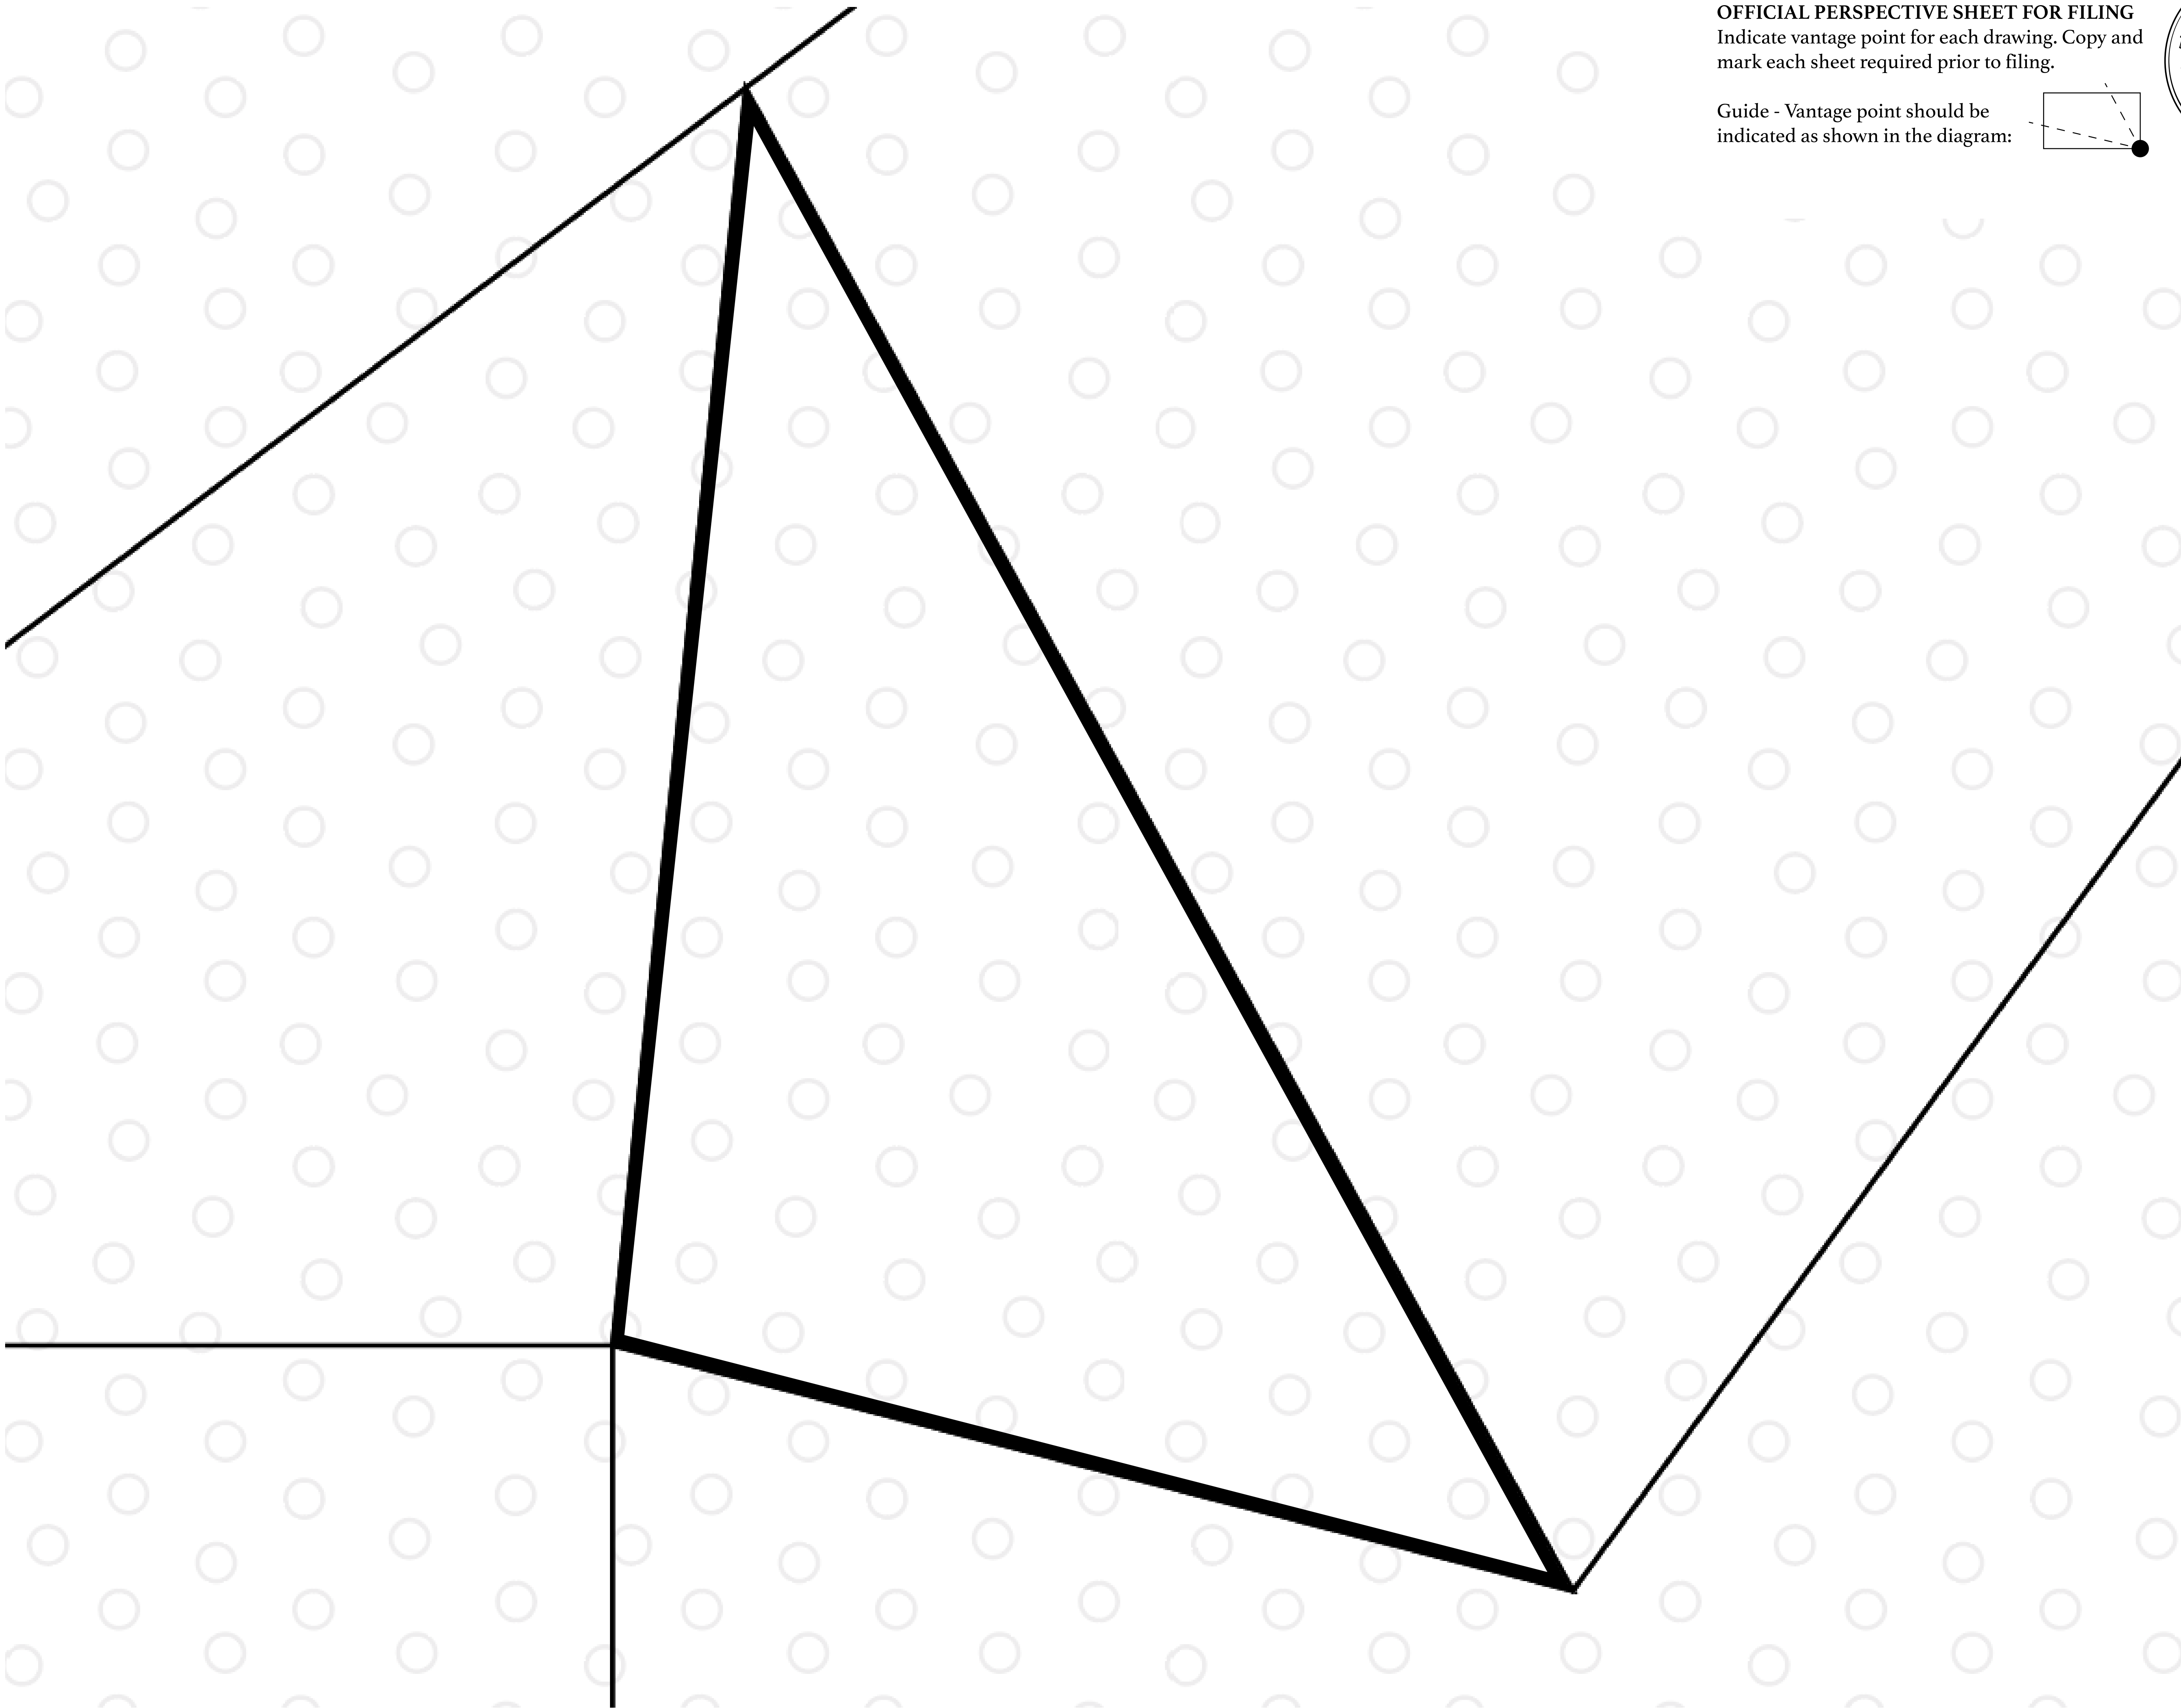 OFFICIAL PERSPECTIVE SHEET FOR FILING
Indicate vantage point for each drawing. Copy and
mark each sheet required prior to filing.
Guide - Vantage point should be
indicated as shown in the diagram: